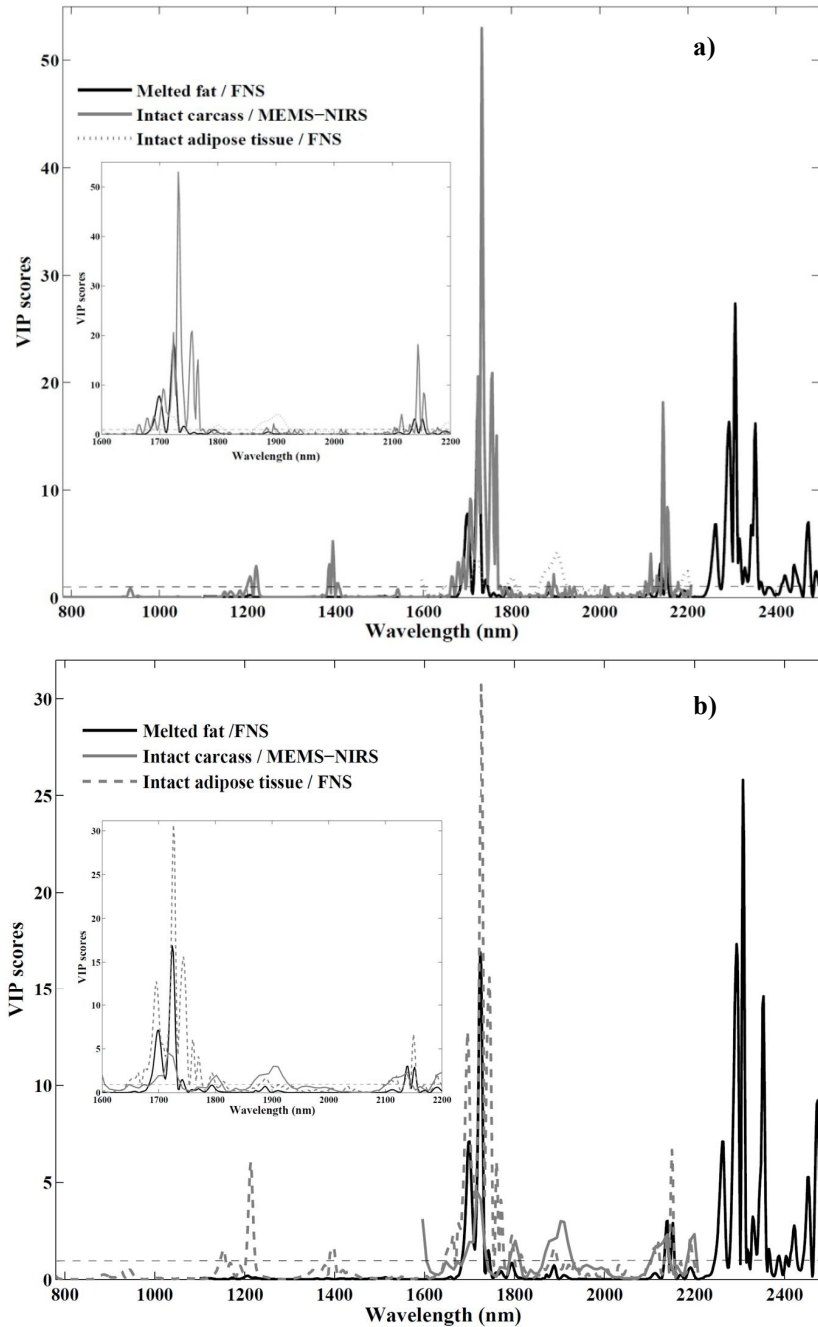 a)
50
40
30
20
10
0
VIP scores
Melted fat / FNS
Intact carcass / MEMS−NIRS
Intact adipose tissue / FNS
50
40
30
20
10
0
VIP scores
1600 1700 1800 1900 2000 2100 2200
Wavelength (nm)
800 1000 1200 1400 1600 1800 2000 2200 2400
Wavelength (nm)
b)
30
25
20
15
10
5
0
VIP scores
Melted fat /FNS
Intact carcass / MEMS−NIRS
Intact adipose tissue / FNS
30
25
20
15
10
5
0
VIP scores
1600 1700 1800 1900 2000 2100 2200
Wavelength (nm)
800 1000 1200 1400 1600 1800 2000 2200 2400
Wavelength (nm)